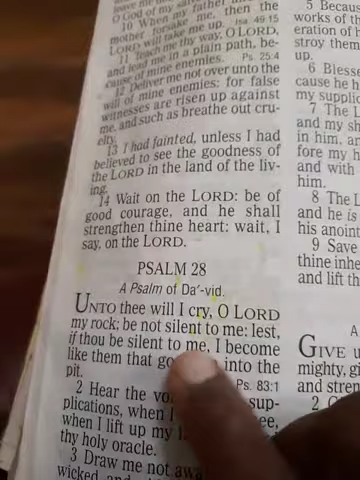 O God of my salvation
10 When my father and
mother forsake me, then the
LORD will take me up. Isa 49:15
11 Teach me thy way, O LORD,
and lead me in a plain path, be-
cause of mine enemies. Ps. 25:4
12 Deliver me not over unto the
will of mine enemies: for false
witnesses are risen up against
me, and such as breathe out cru-
elty.
13 I had fainted, unless I had
believed to see the goodness of
the LORD in the land of the liv-
ing.
14 Wait on the LORD: be of
good courage, and he shall
strengthen thine heart: wait, I
say, on the LORD.
PSALM 28
A Psalm of Da'-vid.
UNTO thee will I cry, O LORD
my rock; be not silent to me: lest,
if thou be silent to me, I become
like them that go into the
pit. Ps. 83:1
2 Hear the sup-
plications, when I
when I lift up my
thy holy oracle.
3 Draw me not
wicked, and
5 Because
works of th
eration of h
stroy them
up.
6 Blesse
cause he h
my supplic
7 The L
and my sh
in him, an
fore my h
and with
him.
8 The L
and he is
his anoint
9 Save
thine inhe
and lift th
GIVE u
mighty, gi
and stren
2 G